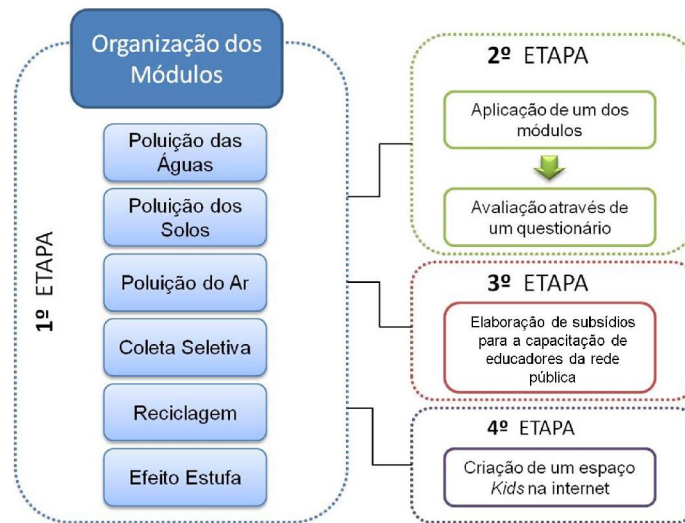 Organização dos
Módulos
1º ETAPA
Poluição das
Águas
Poluição dos
Solos
Poluição do Ar
Coleta Seletiva
Reciclagem
Efeito Estufa
2º ETAPA
Aplicação de um dos
módulos
Avaliação através de
um questionário
3º ETAPA
Elaboração de subsídios
para a capacitação de
educadores da rede
pública
4º ETAPA
Criação de um espaço
Kids na internet